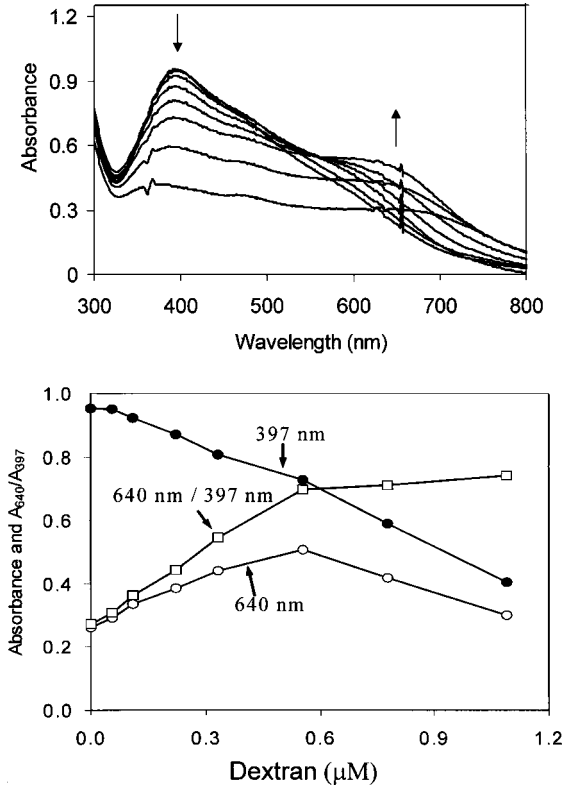 1.2
0.9
0.6
0.3
0
Absorbance
300 400 500 600 700 800
Wavelength (nm)
1.0
0.8
0.6
0.4
0.2
0.0
Absorbance and A640/A397
397 nm
640 nm / 397 nm
640 nm
0.0 0.3 0.6 0.9 1.2
Dextran (μM)